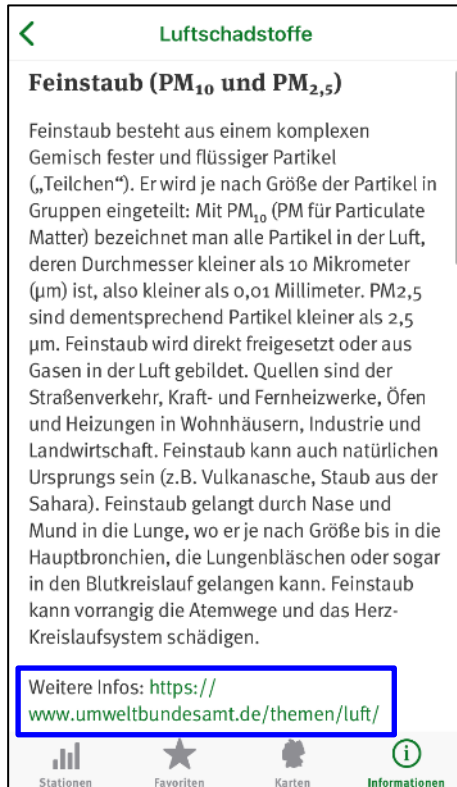 Luftschadstoffe
Feinstaub (PM₁₀ und PM₂,₅)
Feinstaub besteht aus einem komplexen
Gemisch fester und flüssiger Partikel
(„Teilchen“). Er wird je nach Größe der Partikel in
Gruppen eingeteilt: Mit PM₁₀ (PM für Particulate
Matter) bezeichnet man alle Partikel in der Luft,
deren Durchmesser kleiner als 10 Mikrometer
(µm) ist, also kleiner als 0,01 Millimeter. PM2,5
sind dementsprechend Partikel kleiner als 2,5
µm. Feinstaub wird direkt freigesetzt oder aus
Gasen in der Luft gebildet. Quellen sind der
Straßenverkehr, Kraft- und Fernheizwerke, Öfen
und Heizungen in Wohnhäusern, Industrie und
Landwirtschaft. Feinstaub kann auch natürlichen
Ursprungs sein (z.B. Vulkanasche, Staub aus der
Sahara). Feinstaub gelangt durch Nase und
Mund in die Lunge, wo er je nach Größe bis in die
Hauptbronchien, die Lungenbläschen oder sogar
in den Blutkreislauf gelangen kann. Feinstaub
kann vorrangig die Atemwege und das Herz-
Kreislaufsystem schädigen.
Weitere Infos: https://
www.umweltbundesamt.de/themen/luft/
Stationen Favoriten Karten Informationen